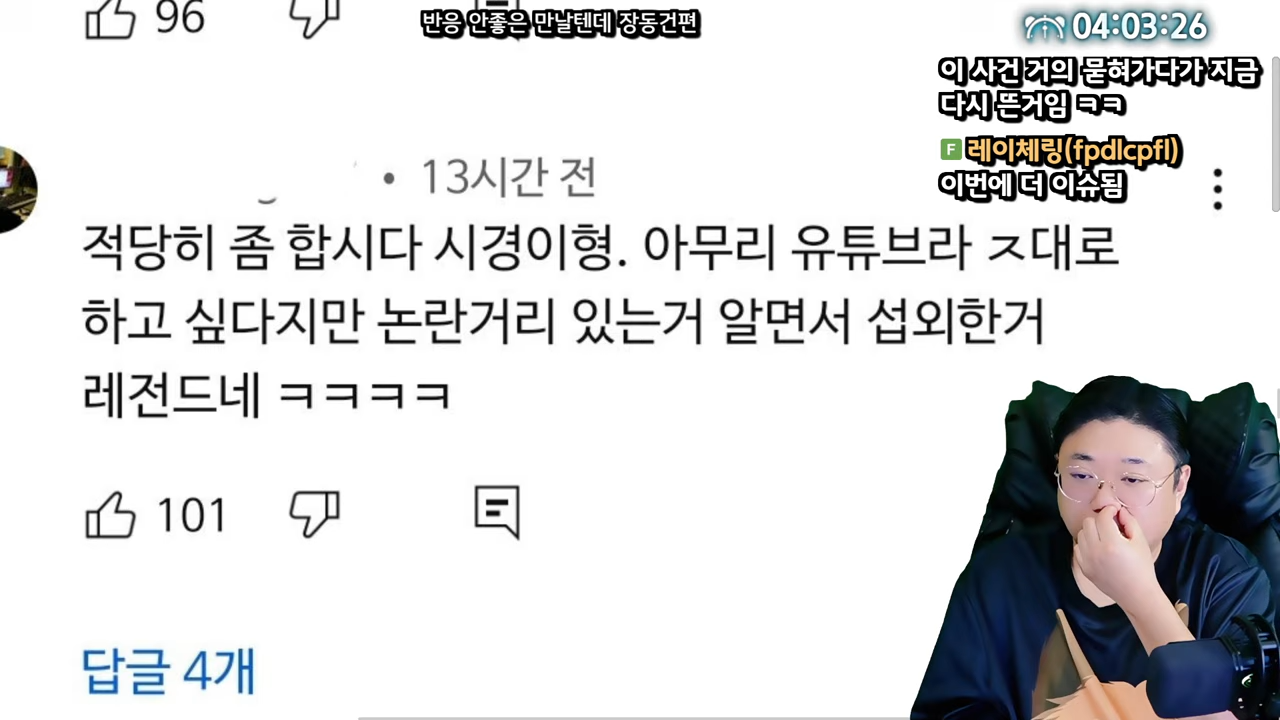 96
반응 안좋은 만날텐데 장동건편
04:03:26
이 사건 거의 묻혀가다가 지금
다시 뜬거임 ㅋㅋ
F 레이체링(fpdlcpfl)
이번에 더 이슈됨
• 13시간 전
적당히 좀 합시다 시경이형. 아무리 유튜브라 ㅈ대로
하고 싶다지만 논란거리 있는거 알면서 섭외한거
레전드네 ㅋㅋㅋㅋ
101
답글 4개